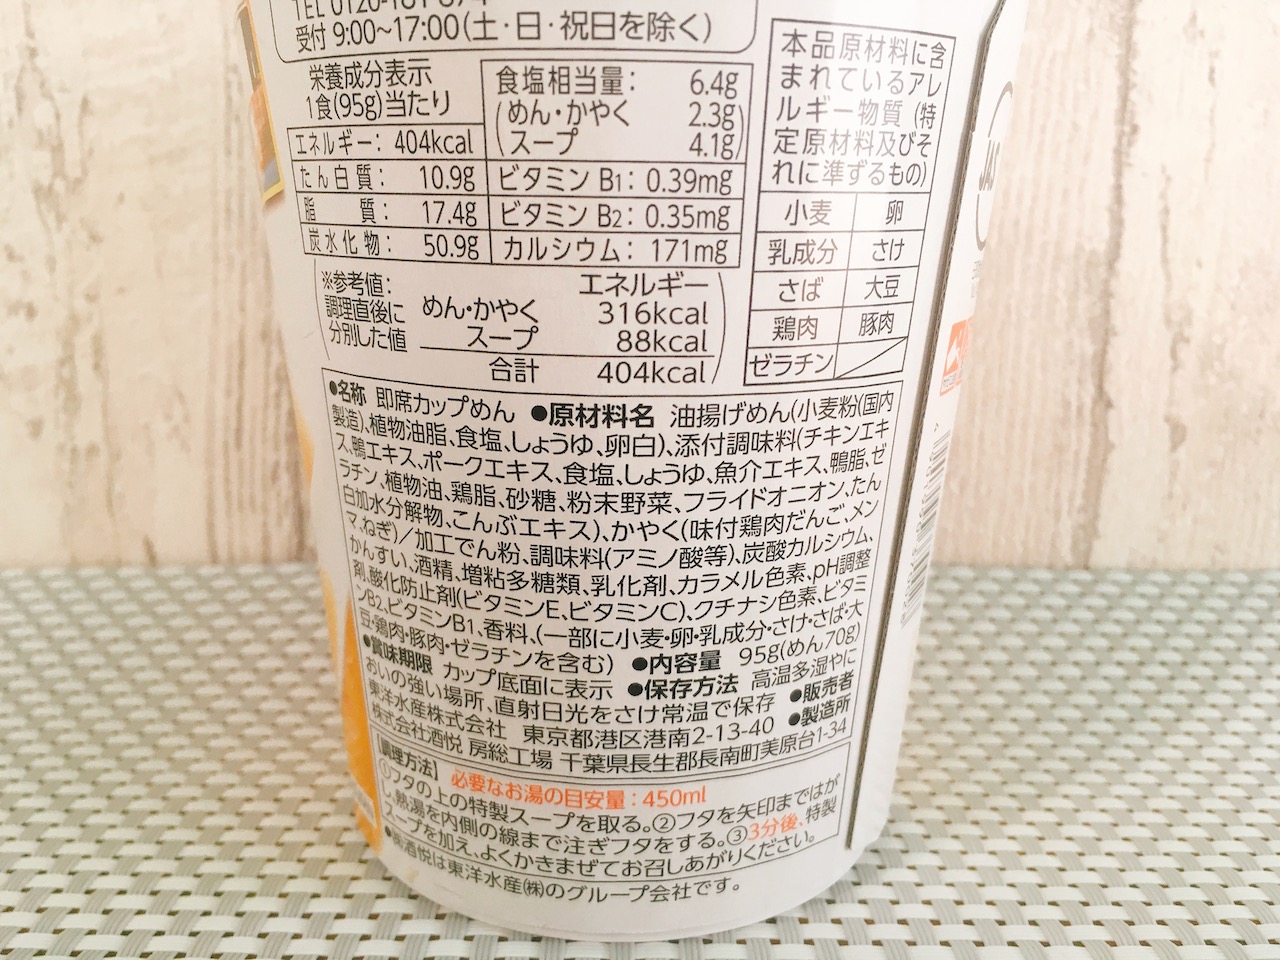 受付 9:00~17:00(土・日・祝日を除く)
栄養成分表示
1食(95g)当たり
エネルギー: 404kcal
たん白質: 10.9g
脂質: 17.4g
炭水化物: 50.9g
食塩相当量: 6.4g
(めん・かやく 2.3g)
(スープ 4.1g)
ビタミン B1: 0.39mg
ビタミン B2: 0.35mg
カルシウム: 171mg
※参考値:
調理直後に
分別した値
エネルギー
めん・かやく 316kcal
スープ 88kcal
合計 404kcal
本品原材料に含
まれているアレ
ルギー物質(特
定原材料及びそ
れに準ずるもの)
小麦 卵
乳成分 さけ
さば 大豆
鶏肉 豚肉
ゼラチン
JAS
●名称 即席カップめん ●原材料名 油揚げめん(小麦粉(国内
製造)、植物油脂、食塩、しょうゆ、卵白)、添付調味料(チキンエキ
ス、鴨エキス、ポークエキス、食塩、しょうゆ、魚介エキス、鴨脂、ゼ
ラチン、植物油、鶏脂、砂糖、粉末野菜、フライドオニオン、たん
白加水分解物、こんぶエキス)、かやく(味付鶏肉だんご、メン
マ、ねぎ)/加工でん粉、調味料(アミノ酸等)、炭酸カルシウム、
かんすい、酒精、増粘多糖類、乳化剤、カラメル色素、pH調整
剤、酸化防止剤(ビタミンE、ビタミンC)、クチナシ色素、ビタミ
ンB2、ビタミンB1、香料、(一部に小麦・卵・乳成分・さけ・さば・大
豆・鶏肉・豚肉・ゼラチンを含む) ●内容量 95g(めん70g)
●賞味期限 カップ底面に表示 ●保存方法 高温多湿やに
おいの強い場所、直射日光をさけ常温で保存 ●販売者
東洋水産株式会社 東京都港区港南2-13-40 ●製造所
株式会社酒悦 房総工場 千葉県長生郡長南町美原台1-34
【調理方法】 必要なお湯の目安量:450ml
①フタの上の特製スープを取る。②フタを矢印まではが
し、熱湯を内側の線まで注ぎフタをする。③3分後、特製
スープを加え、よくかきまぜてお召しあがりください。
●㈱酒悦は東洋水産㈱のグループ会社です。